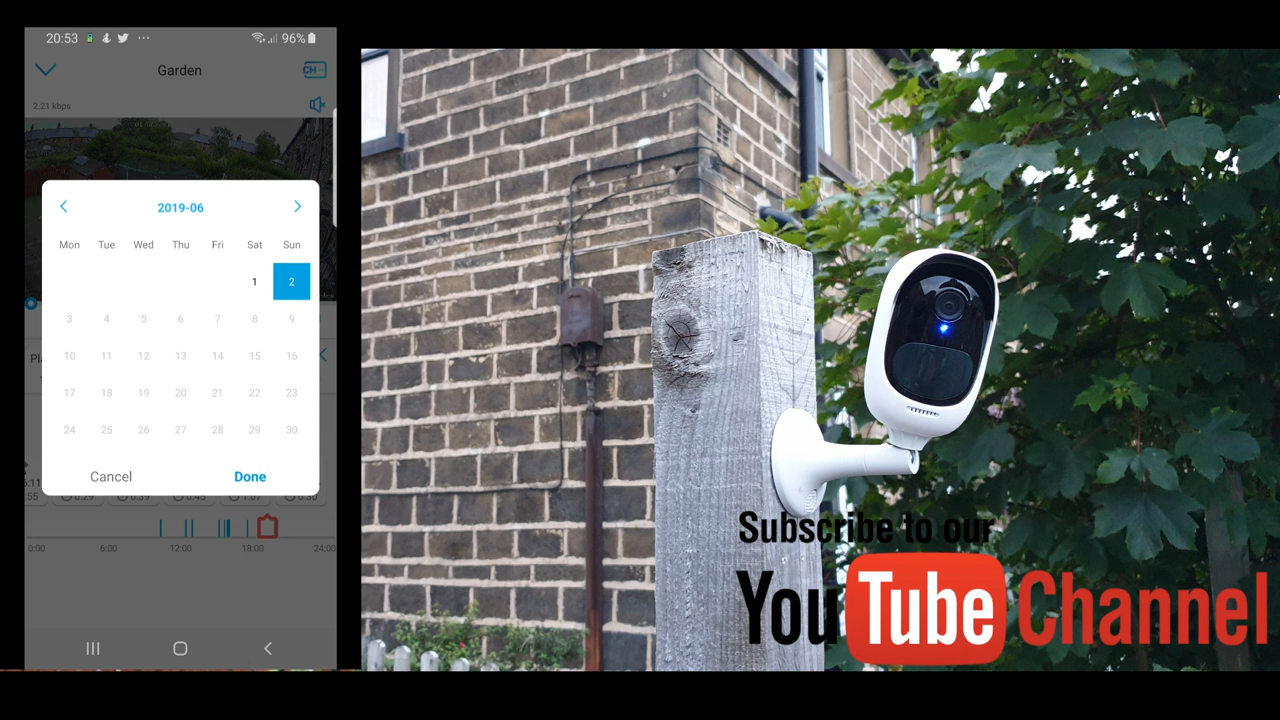 20:53 ··· 96%
Garden
CH
2.21 kbps
2019-06
Mon Tue Wed Thu Fri Sat Sun
1 2
3 4 5 6 7 8 9
10 11 12 13 14 15 16
17 18 19 20 21 22 23
24 25 26 27 28 29 30
Cancel Done
0:00 6:00 12:00 18:00 24:00
Subscribe to our
YouTube Channel